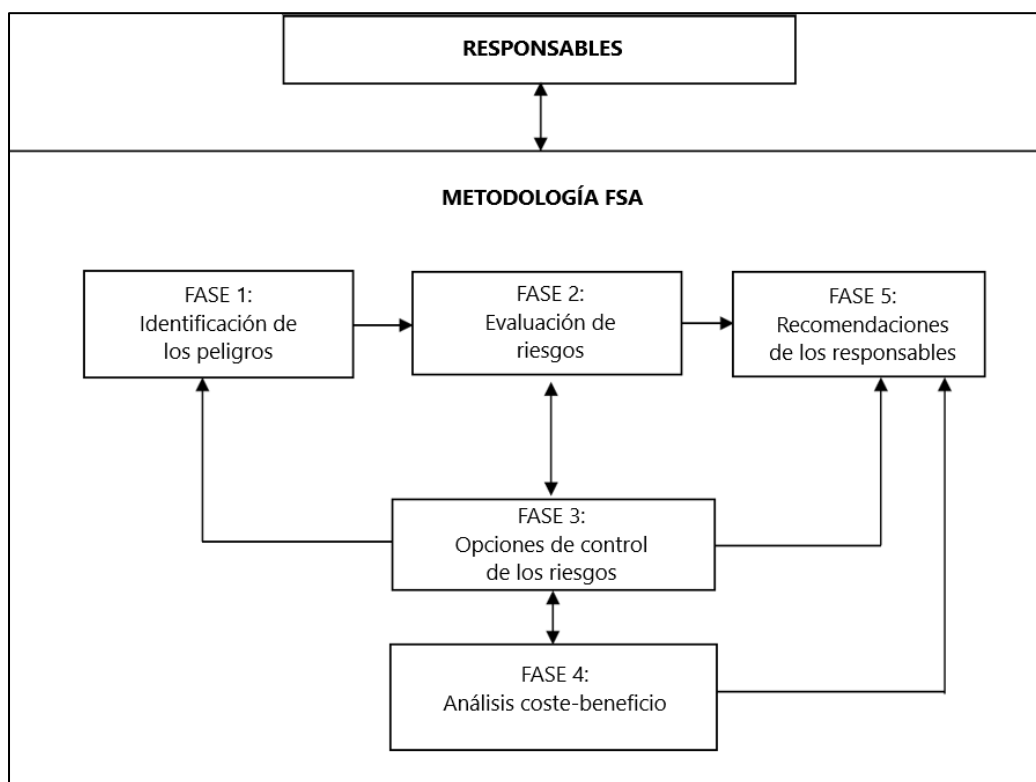 RESPONSABLES
METODOLOGÍA FSA
FASE 1:
Identificación de
los peligros
FASE 2:
Evaluación de
riesgos
FASE 5:
Recomendaciones
de los responsables
FASE 3:
Opciones de control
de los riesgos
FASE 4:
Análisis coste-beneficio